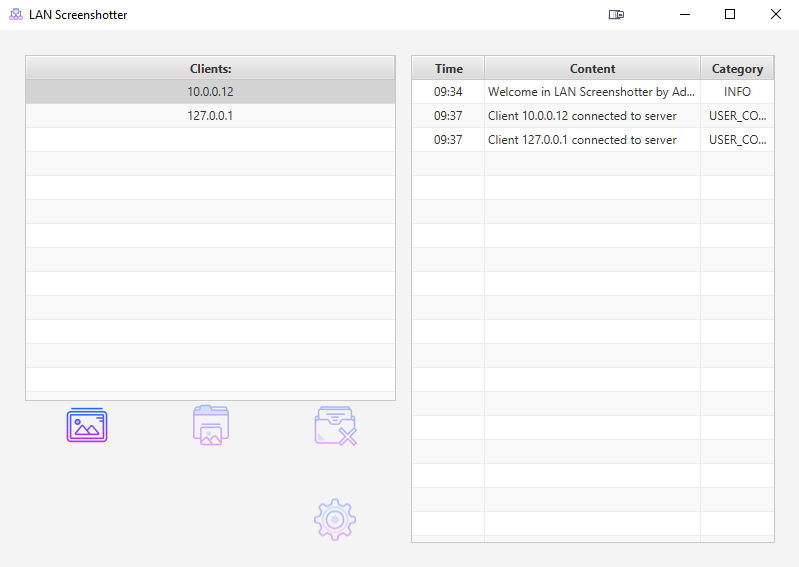 LAN Screenshotter
Clients:
10.0.0.12
127.0.0.1
Time Content Category
09:34 Welcome in LAN Screenshotter by Ad... INFO
09:37 Client 10.0.0.12 connected to server USER_CO...
09:37 Client 127.0.0.1 connected to server USER_CO...